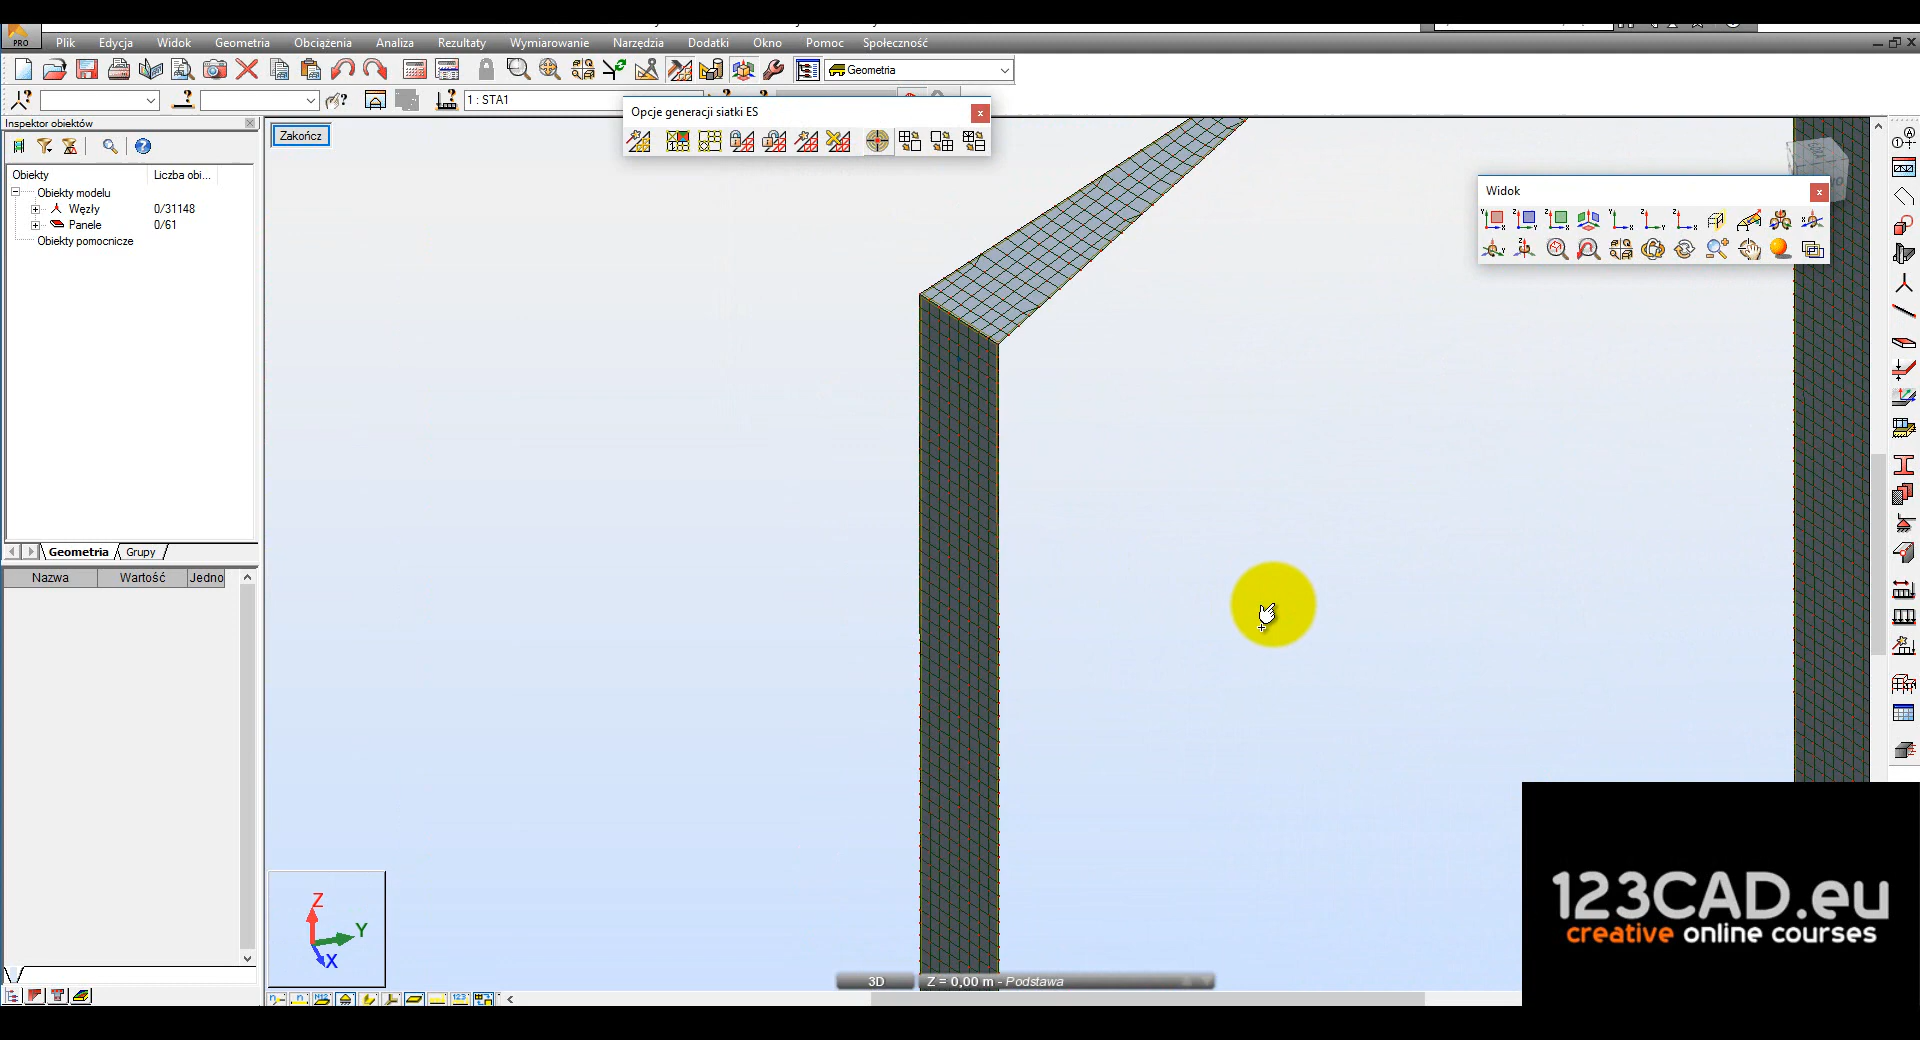 PRO
Plik Edycja Widok Geometria Obciążenia Analiza Rezultaty Wymiarowanie Narzędzia Dodatki Okno Pomoc Społeczność
Geometria
1 : STA1
Inspektor obiektów
Zakończ
Opcje generacji siatki ES
Widok
Obiekty Liczba obi...
Obiekty modelu
Węzły 0/31148
Panele 0/61
Obiekty pomocnicze
Geometria Grupy
Nazwa Wartość Jedno
Z
Y
X
3D Z = 0,00 m - Podstawa
123CAD.eu
creative online courses